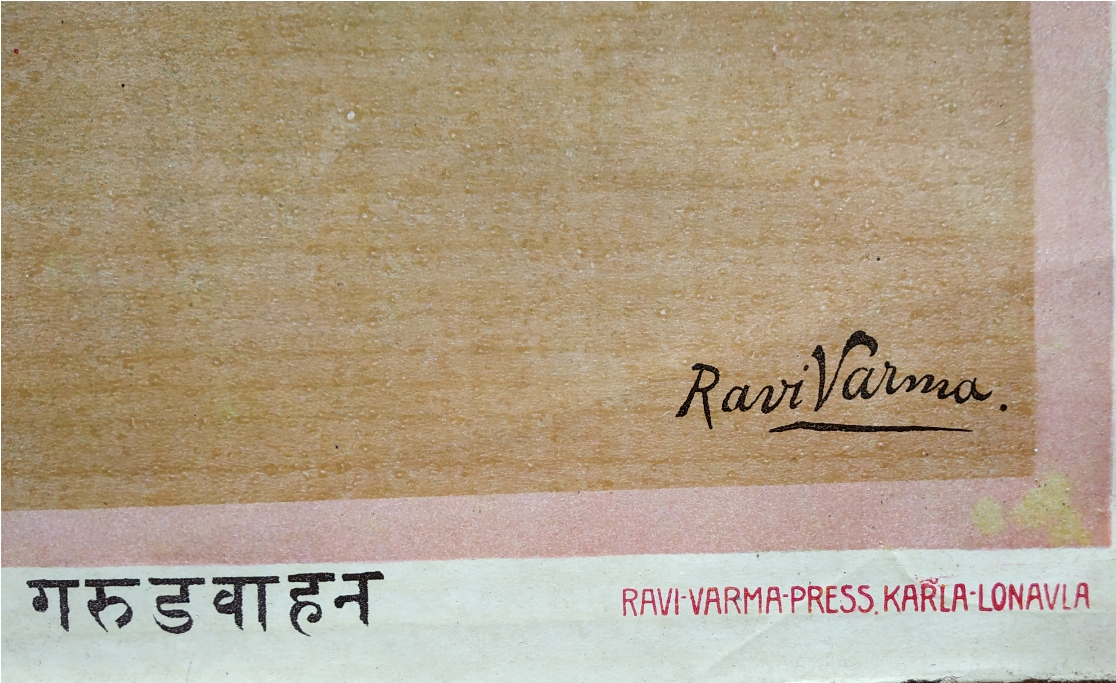 Ravi Varma.
गरुडवाहन
RAVI-VARMA-PRESS, KARLA-LONAVLA